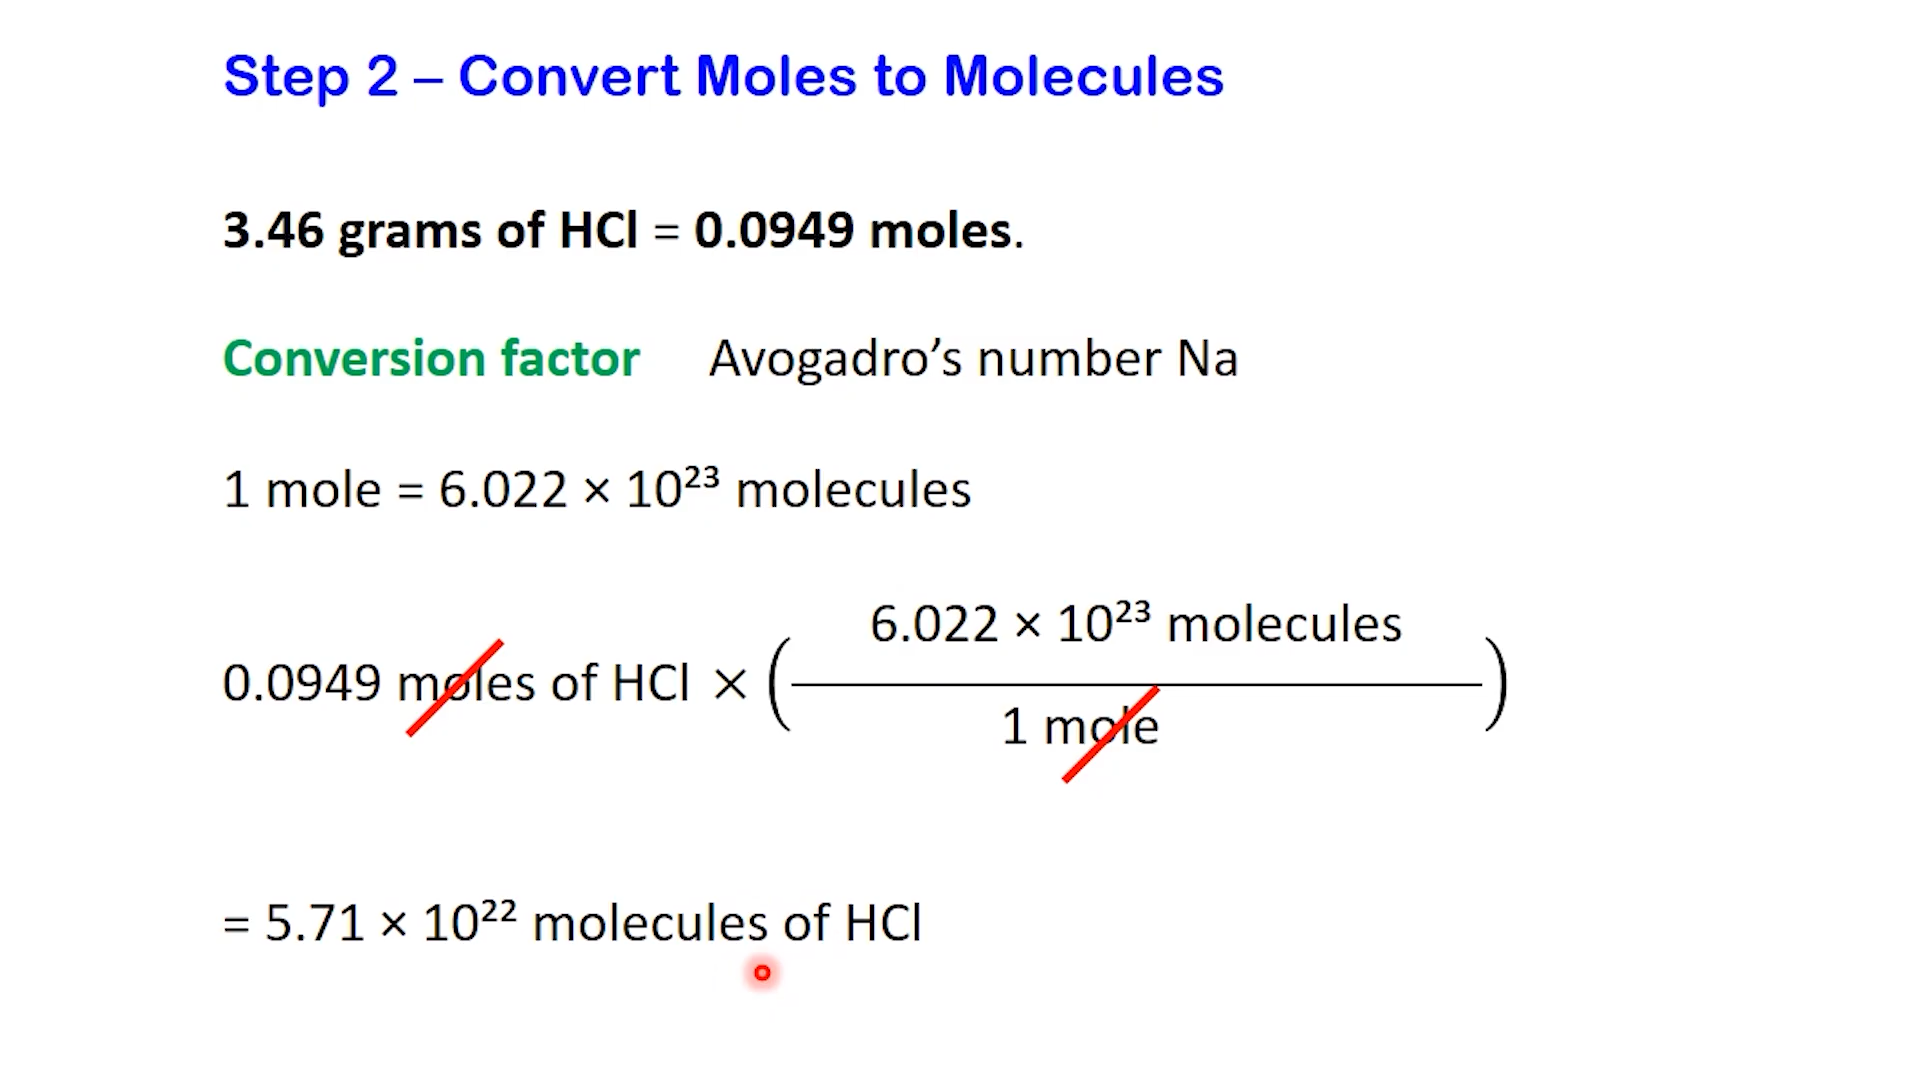 Step 2 – Convert Moles to Molecules
3.46 grams of HCl = 0.0949 moles.
Conversion factor Avogadro’s number Na
1 mole = 6.022 × 10²³ molecules
6.022 × 10²³ molecules
0.0949 moles of HCl × ( )
1 mole
= 5.71 × 10²² molecules of HCl